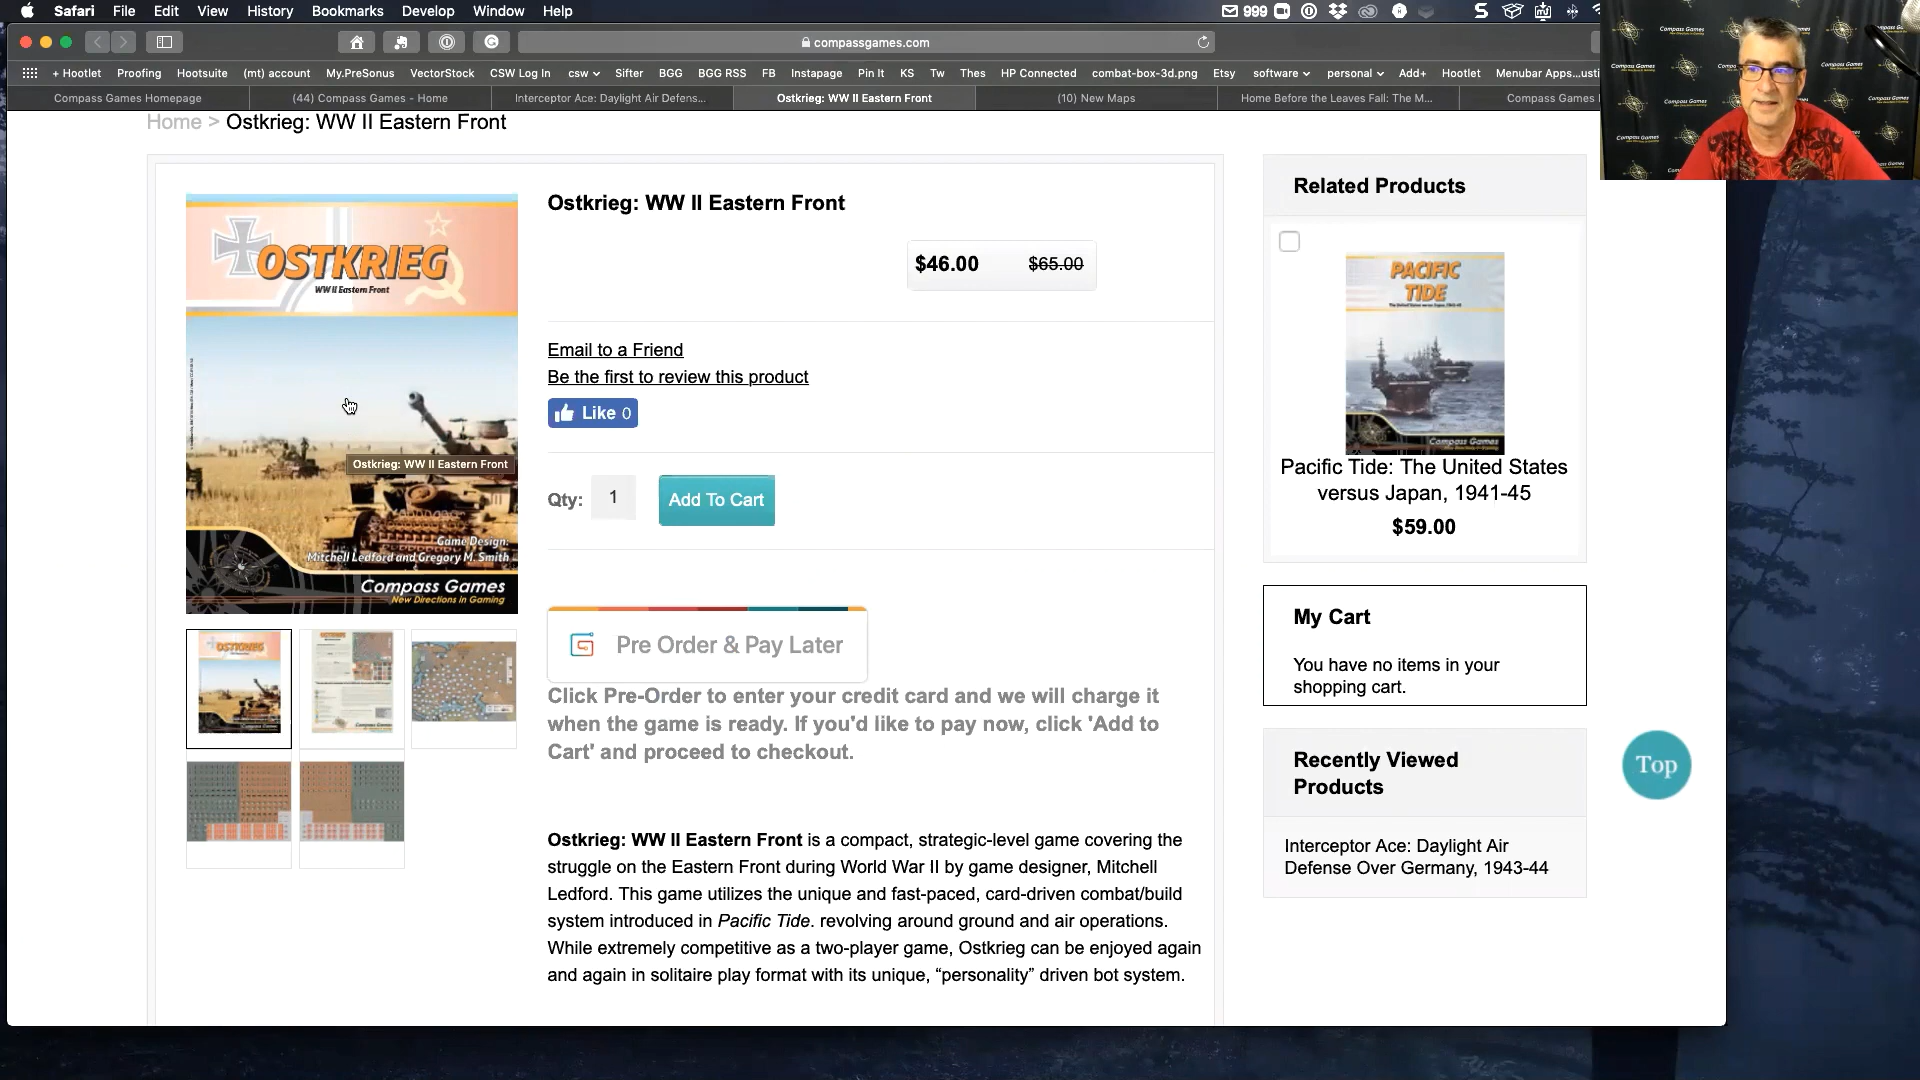 Safari File Edit View History Bookmarks Develop Window Help 999
compassgames.com
+ Hootlet Proofing Hootsuite (mt) account My.PreSonus VectorStock CSW Log In csw Sifter BGG BGG RSS FB Instapage Pin It KS Tw Thes HP Connected combat-box-3d.png Etsy software personal Add+ Hootlet Menubar Apps...usti
Compass Games Homepage (44) Compass Games - Home Interceptor Ace: Daylight Air Defens... Ostkrieg: WW II Eastern Front (10) New Maps Home Before the Leaves Fall: The M... Compass Games
Home > Ostkrieg: WW II Eastern Front
OSTKRIEG
WW II Eastern Front
Ostkrieg: WW II Eastern Front
Game Design:
Mitchell Ledford and Gregory M. Smith
Compass Games
New Directions in Gaming
Ostkrieg: WW II Eastern Front
$46.00 $65.00
Email to a Friend
Be the first to review this product
Like 0
Qty: 1 Add To Cart
Pre Order & Pay Later
Click Pre-Order to enter your credit card and we will charge it
when the game is ready. If you'd like to pay now, click 'Add to
Cart' and proceed to checkout.
Ostkrieg: WW II Eastern Front is a compact, strategic-level game covering the
struggle on the Eastern Front during World War II by game designer, Mitchell
Ledford. This game utilizes the unique and fast-paced, card-driven combat/build
system introduced in Pacific Tide. revolving around ground and air operations.
While extremely competitive as a two-player game, Ostkrieg can be enjoyed again
and again in solitaire play format with its unique, “personality” driven bot system.
Related Products
PACIFIC
TIDE
The United States versus Japan, 1941-45
Compass Games
Pacific Tide: The United States
versus Japan, 1941-45
$59.00
My Cart
You have no items in your
shopping cart.
Recently Viewed
Products
Interceptor Ace: Daylight Air
Defense Over Germany, 1943-44
Top